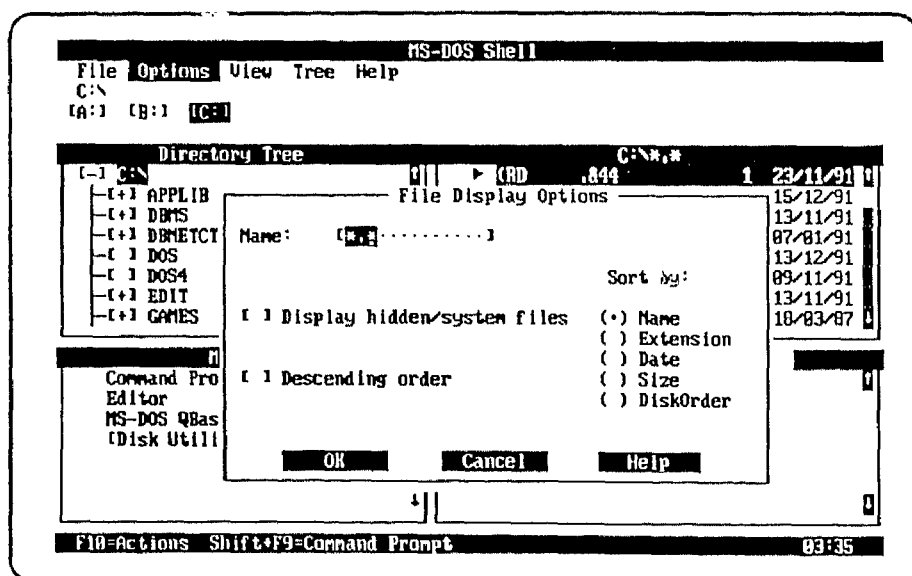 MS-DOS Shell
File Options View Tree Help
C:\
[A:] [B:] [C:]
Directory Tree
C:\*.*
[-] C:\
[+] APPLIB
[+] DBMS
[+] DBNETCT
[ ] DOS
[ ] DOS4
[+] EDIT
[+] GAMES
.844 1 23/11/91
15/12/91
13/11/91
07/01/91
13/12/91
09/11/91
13/11/91
18/03/87
File Display Options
Name: [*.*..........]
Sort by:
[ ] Display hidden/system files
(•) Name
( ) Extension
( ) Date
( ) Size
( ) DiskOrder
[ ] Descending order
OK Cancel Help
M
Command Pro
Editor
MS-DOS QBas
[Disk Utili
F10=Actions Shift+F9=Command Prompt
03:35